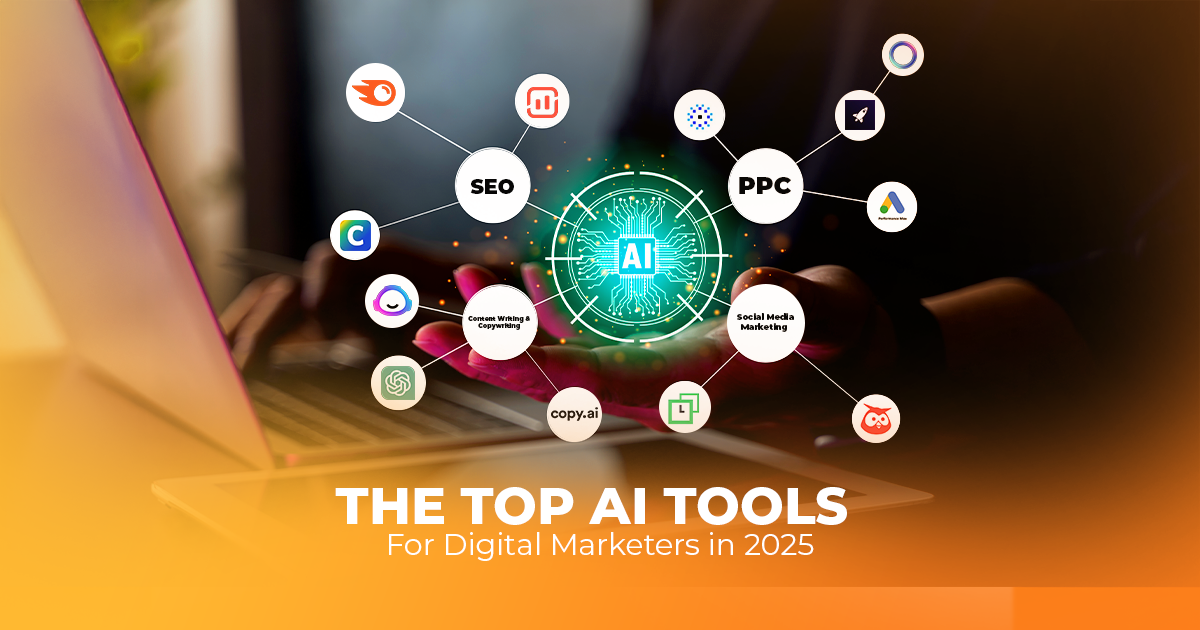 SEO
PPC
C
AI
Performance Max
Content Writing &
Copywriting
Social Media
Marketing
copy.ai
L
THE TOP AI TOOLS
For Digital Marketers in 2025